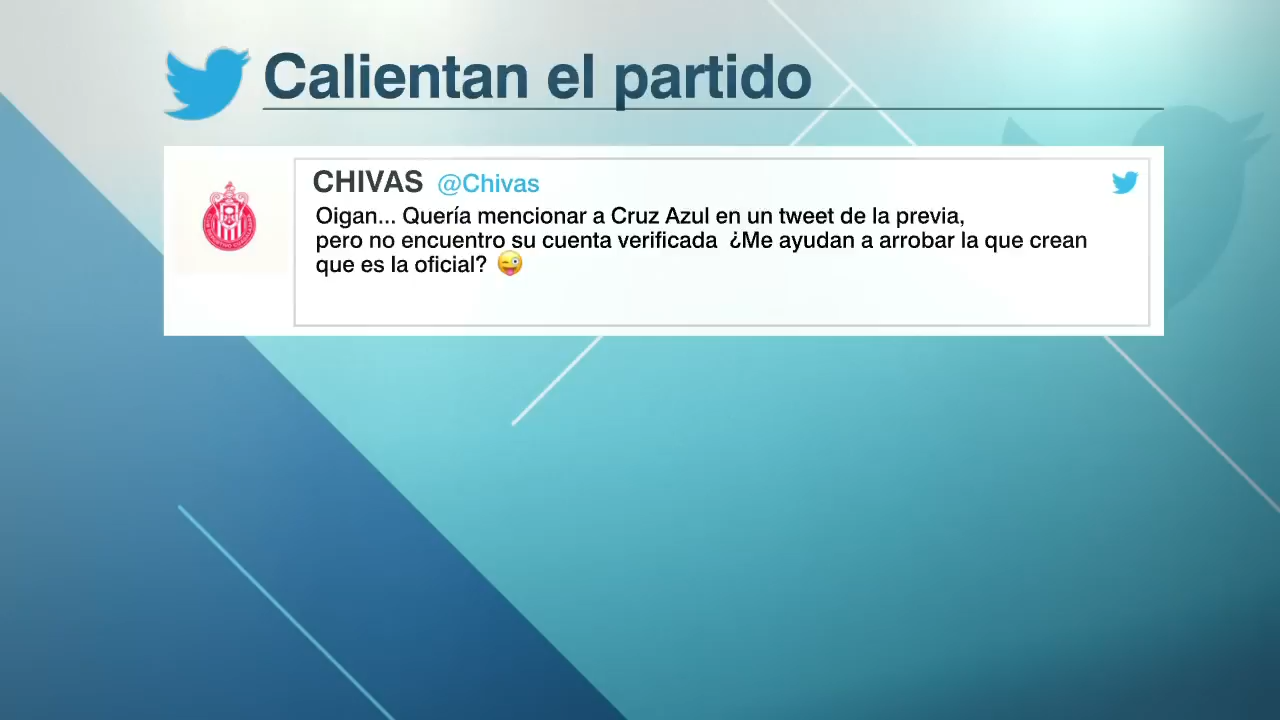 Calientan el partido
CHIVAS @Chivas
Oigan... Quería mencionar a Cruz Azul en un tweet de la previa,
pero no encuentro su cuenta verificada ¿Me ayudan a arrobar la que crean
que es la oficial? 😜